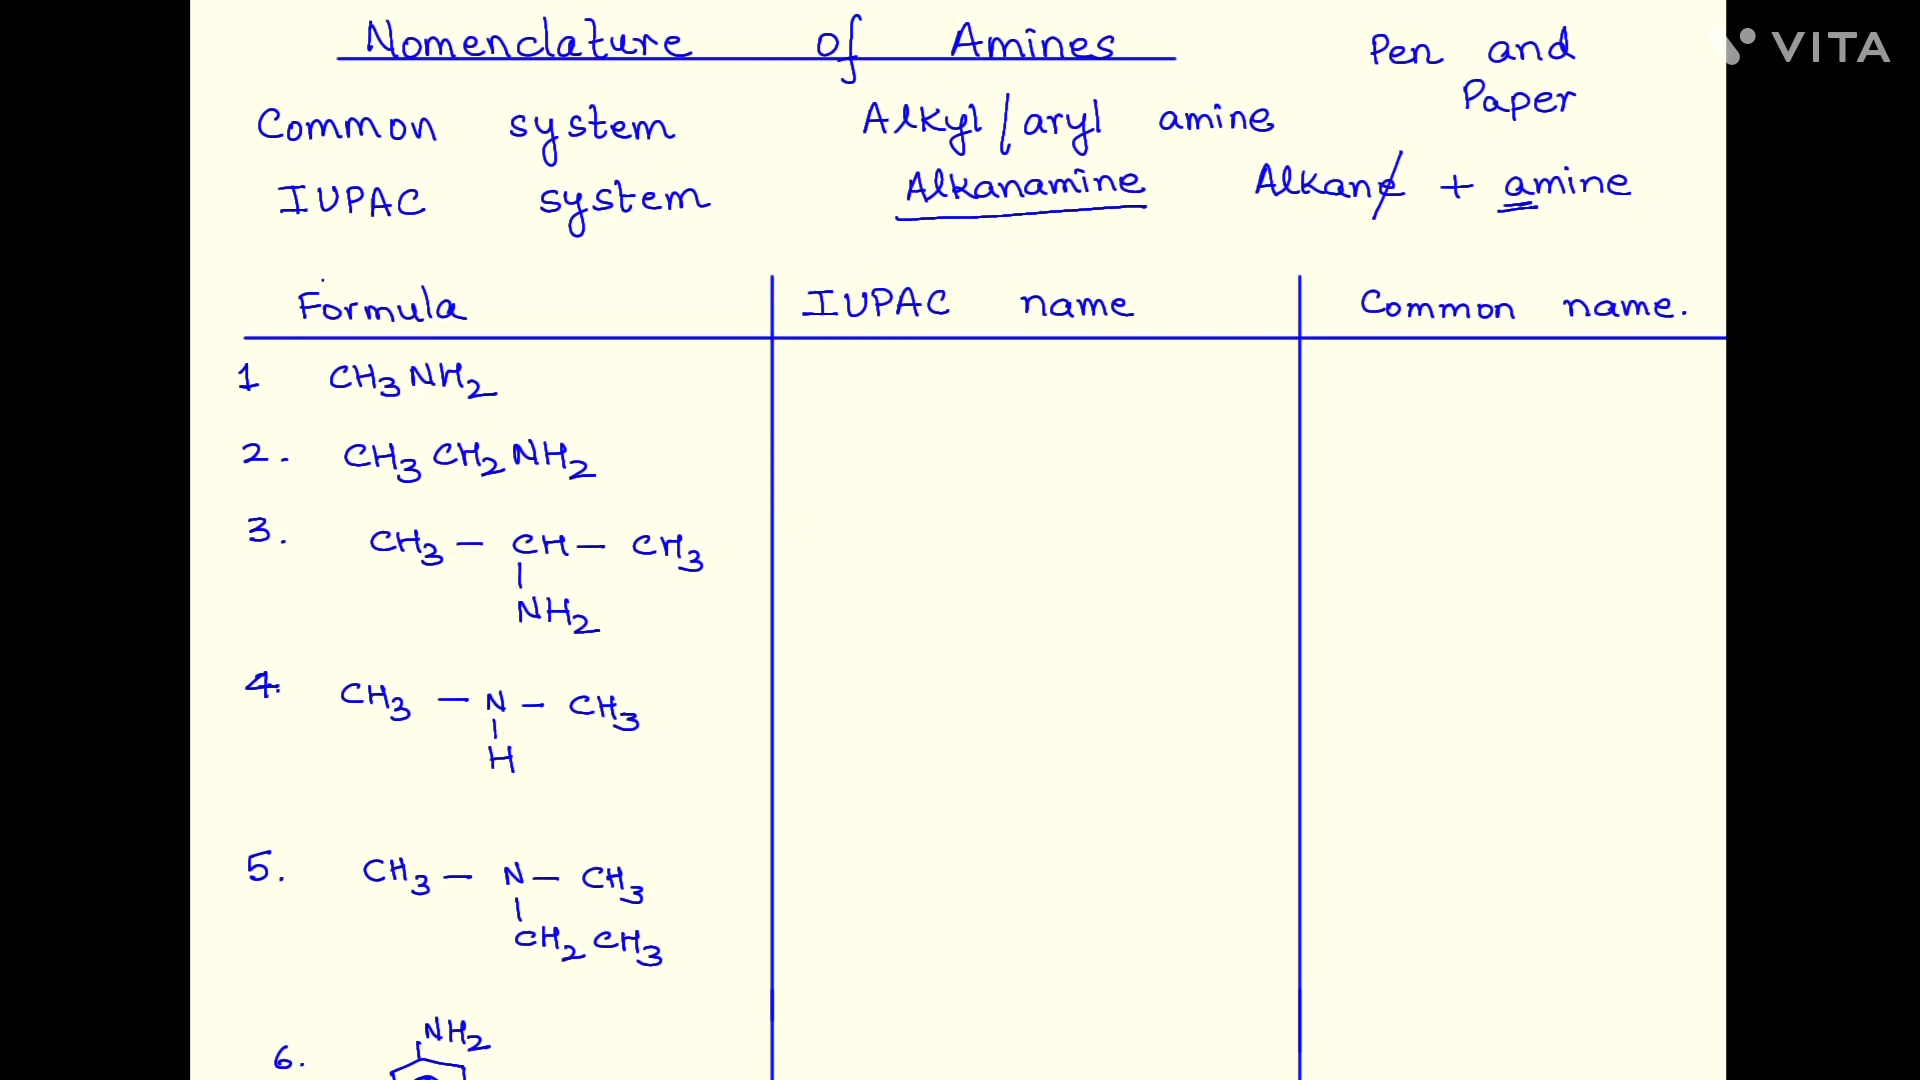 Nomenclature of Amines
Pen and Paper
VITA
Common system Alkyl/aryl amine
IUPAC system Alkanamine Alkane + amine
Formula IUPAC name Common name.
1 CH3NH2
2. CH3CH2NH2
3. CH3 — CH — CH3
|
NH2
4. CH3 — N — CH3
|
H
5. CH3 — N — CH3
|
CH2CH3
6. NH2